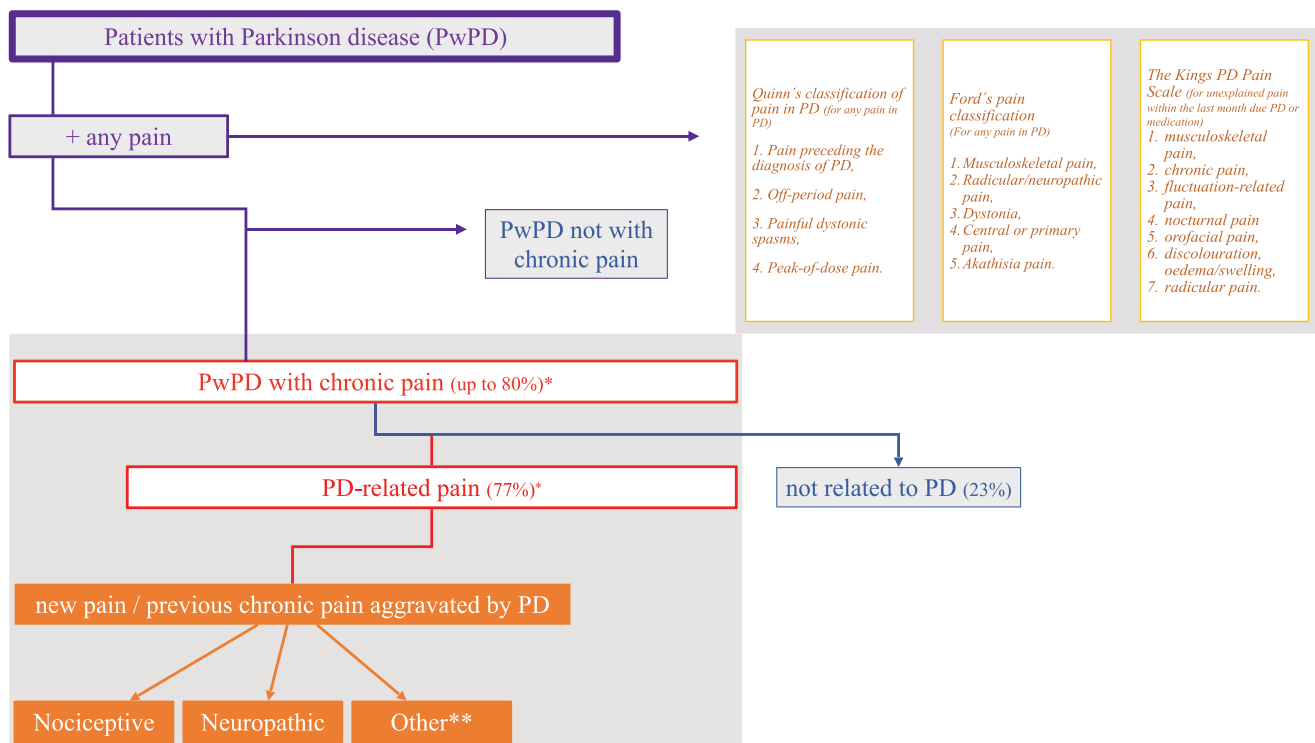 Patients with Parkinson disease (PwPD)
+ any pain
PwPD not with
chronic pain
Quinn´s classification of
pain in PD (for any pain in
PD)
1. Pain preceding the
diagnosis of PD,
2. Off-period pain,
3. Painful dystonic
spasms,
4. Peak-of-dose pain.
Ford´s pain
classification
(For any pain in PD)
1. Musculoskeletal pain,
2. Radicular/neuropathic
pain,
3. Dystonia,
4. Central or primary
pain,
5. Akathisia pain.
The Kings PD Pain
Scale (for unexplained pain
within the last month due PD or
medication)
1. musculoskeletal
pain,
2. chronic pain,
3. fluctuation-related
pain,
4. nocturnal pain
5. orofacial pain,
6. discolouration,
oedema/swelling,
7. radicular pain.
PwPD with chronic pain (up to 80%)*
PD-related pain (77%)*
not related to PD (23%)
new pain / previous chronic pain aggravated by PD
Nociceptive
Neuropathic
Other**